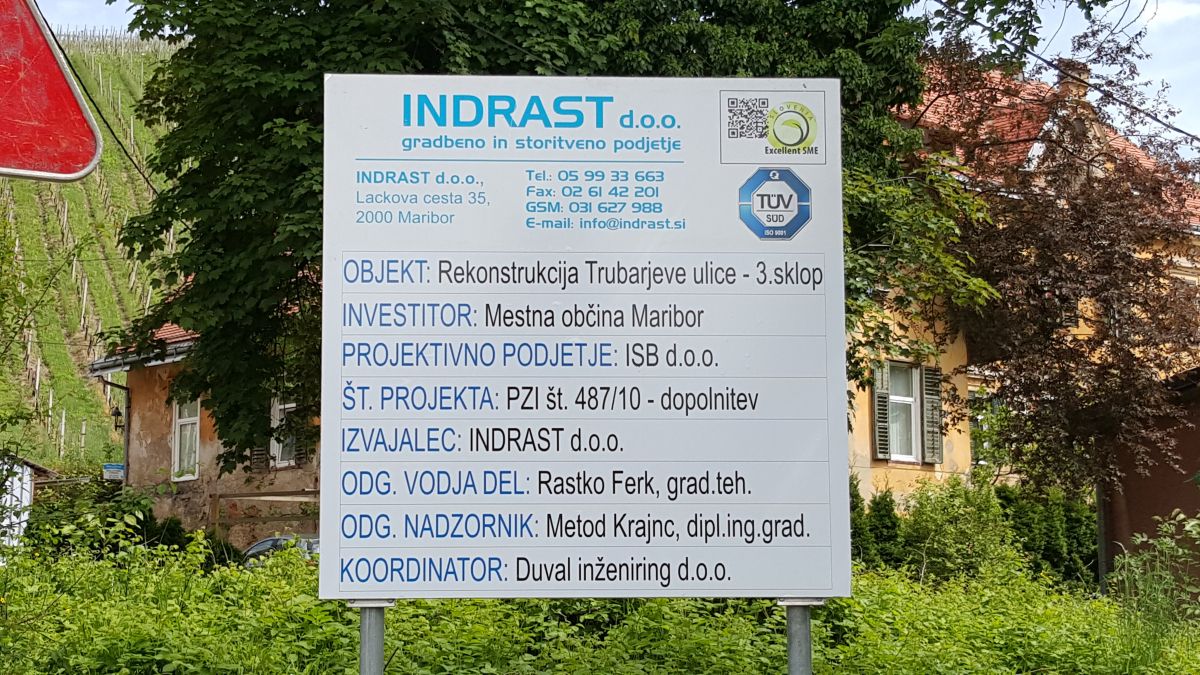 INDRAST d.o.o.
gradbeno in storitveno podjetje
INDRAST d.o.o.,
Lackova cesta 35,
2000 Maribor
Tel.: 05 99 33 663
Fax: 02 61 42 201
GSM: 031 627 988
E-mail: info@indrast.si
SLOVENIA
Excellent SME
TÜV
SÜD
ISO 9001
OBJEKT: Rekonstrukcija Trubarjeve ulice - 3.sklop
INVESTITOR: Mestna občina Maribor
PROJEKTIVNO PODJETJE: ISB d.o.o.
ŠT. PROJEKTA: PZI št. 487/10 - dopolnitev
IZVAJALEC: INDRAST d.o.o.
ODG. VODJA DEL: Rastko Ferk, grad.teh.
ODG. NADZORNIK: Metod Krajnc, dipl.ing.grad.
KOORDINATOR: Duval inženiring d.o.o.